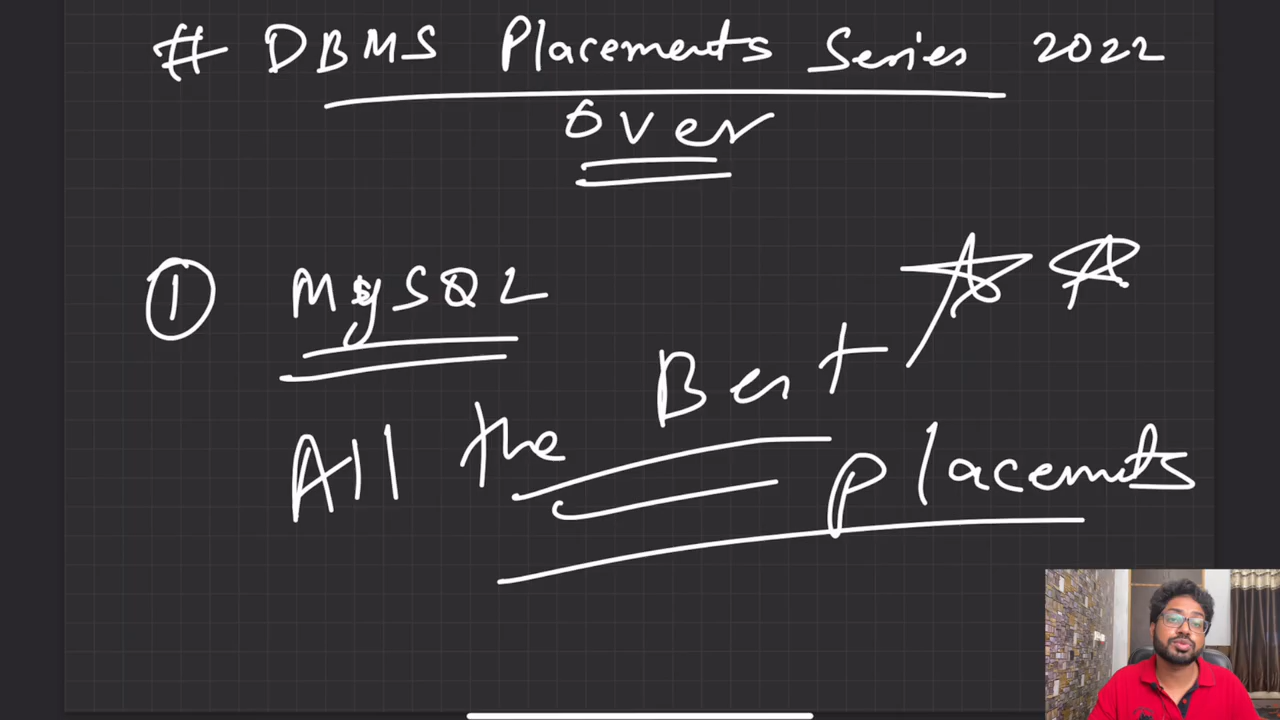 # DBMS Placements Series 2022
Over
1 MySQL
All the Best
Placements